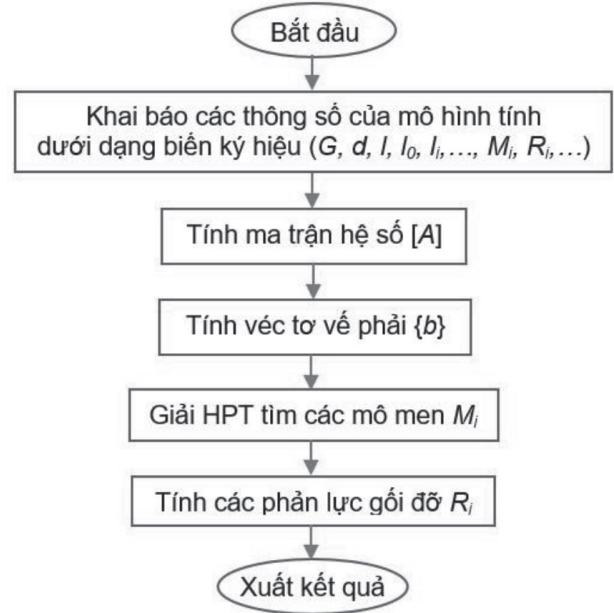 Bắt đầu
Khai báo các thông số của mô hình tính
dưới dạng biến ký hiệu (G, d, l, l₀, lᵢ,..., Mᵢ, Rᵢ,...)
Tính ma trận hệ số [A]
Tính véc tơ vế phải {b}
Giải HPT tìm các mô men Mᵢ
Tính các phản lực gối đỡ Rᵢ
Xuất kết quả